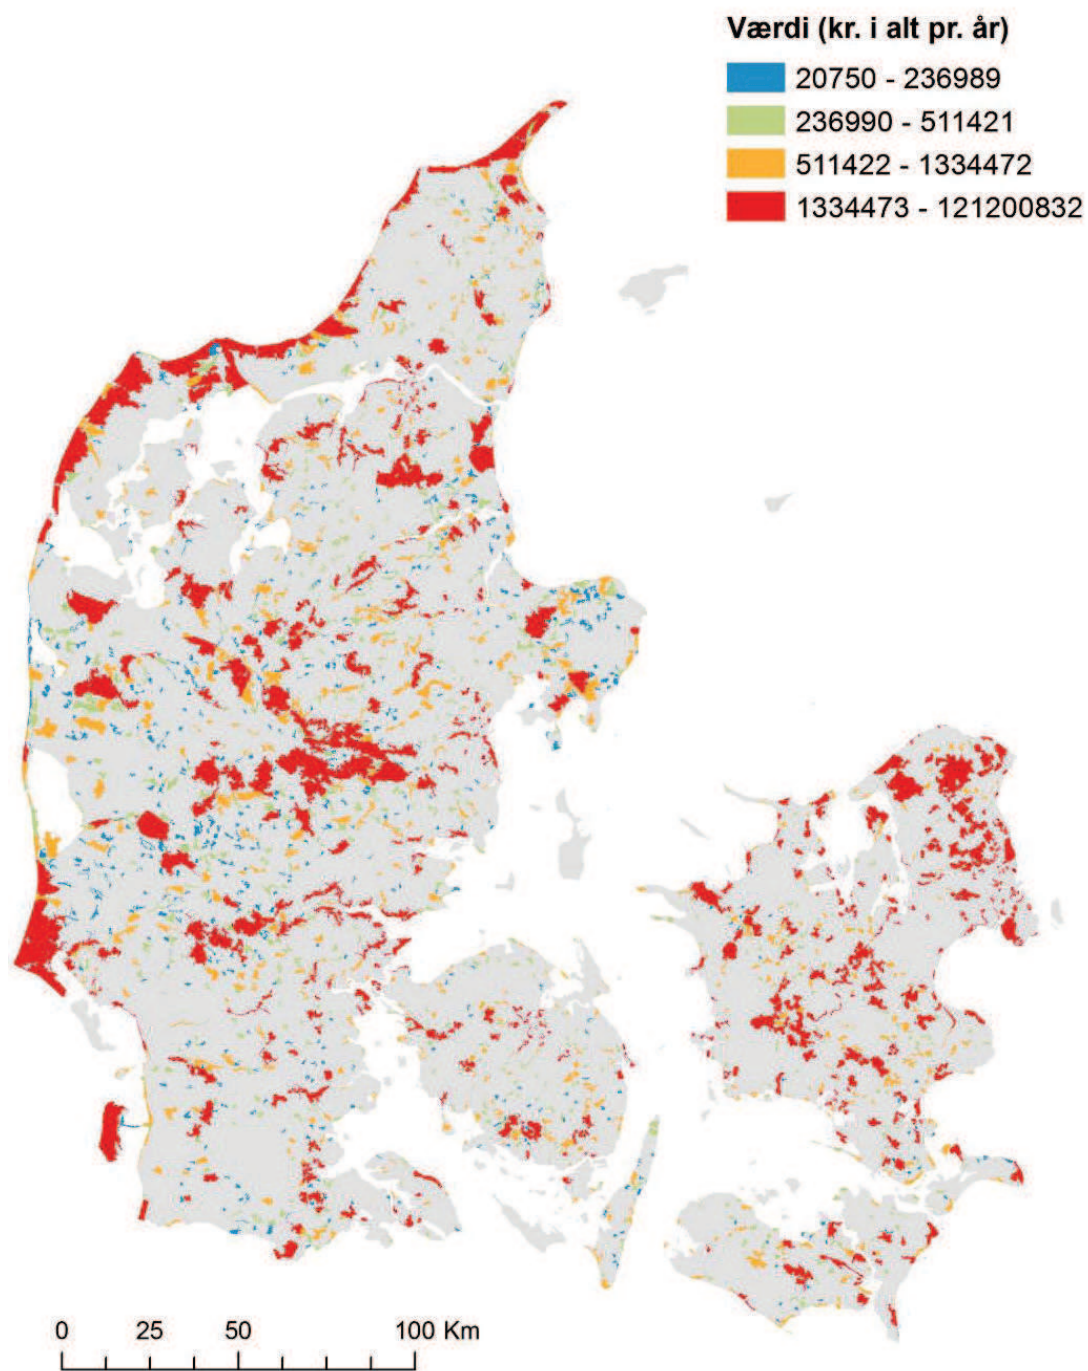 Værdi (kr. i alt pr. år)
20750 - 236989
236990 - 511421
511422 - 1334472
1334473 - 121200832
0 25 50 100 Km